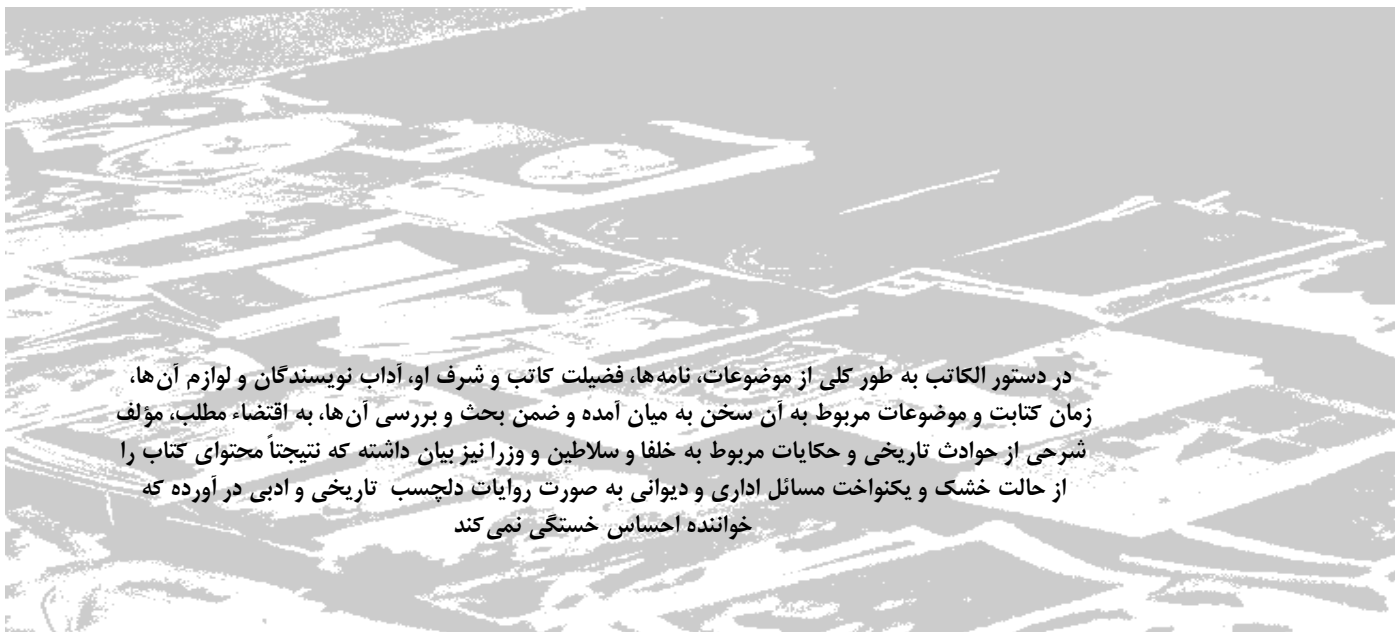 در دستور الکاتب به طور کلی از موضوعات، نامه‌ها، فضیلت کاتب و شرف او، آداب نویسندگان و لوازم آن‌ها،
زمان کتابت و موضوعات مربوط به آن سخن به میان آمده و ضمن بحث و بررسی آن‌ها، به اقتضاء مطلب، مؤلف
شرحی از حوادث تاریخی و حکایات مربوط به خلفا و سلاطین و وزرا نیز بیان داشته که نتیجتاً محتوای کتاب را
از حالت خشک و یکنواخت مسائل اداری و دیوانی به صورت روایات دلچسب تاریخی و ادبی در آورده که
خواننده احساس خستگی نمی‌کند